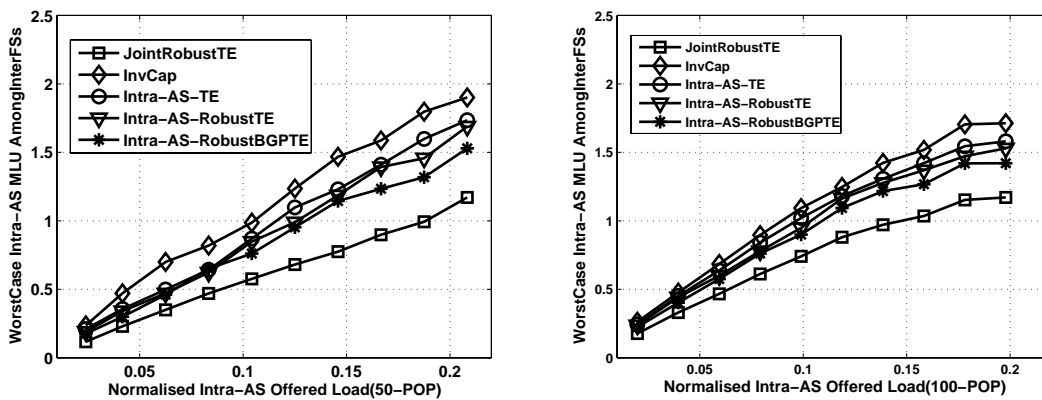 WorstCase Intra-AS MLU AmongInterFSs
2.5
2
1.5
1
0.5
0
JointRobustTE
InvCap
Intra-AS-TE
Intra-AS-RobustTE
Intra-AS-RobustBGPTE
0.05
0.1
0.15
0.2
Normalised Intra-AS Offered Load(50-POP)
WorstCase Intra-AS MLU AmongInterFSs
2.5
2
1.5
1
0.5
0
JointRobustTE
InvCap
Intra-AS-TE
Intra-AS-RobustTE
Intra-AS-RobustBGPTE
0.05
0.1
0.15
0.2
Normalised Intra-AS Offered Load(100-POP)